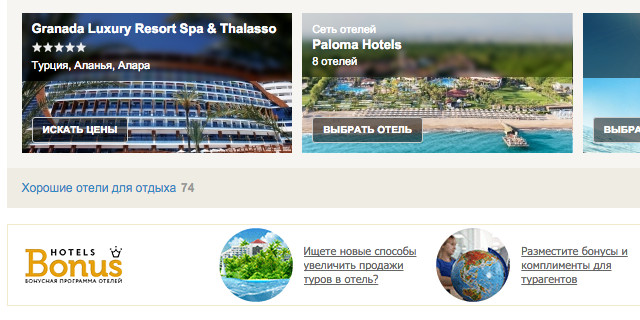 Granada Luxury Resort Spa & Thalasso
Турция, Аланья, Алара
ИСКАТЬ ЦЕНЫ
Сеть отелей
Paloma Hotels
8 отелей
ВЫБРАТЬ ОТЕЛЬ
ВЫБРА
Хорошие отели для отдыха 74
HOTELS
Bonus
БОНУСНАЯ ПРОГРАММА ОТЕЛЕЙ
Ищете новые способы
увеличить продажи
туров в отель?
Разместите бонусы и
комплименты для
турагентов